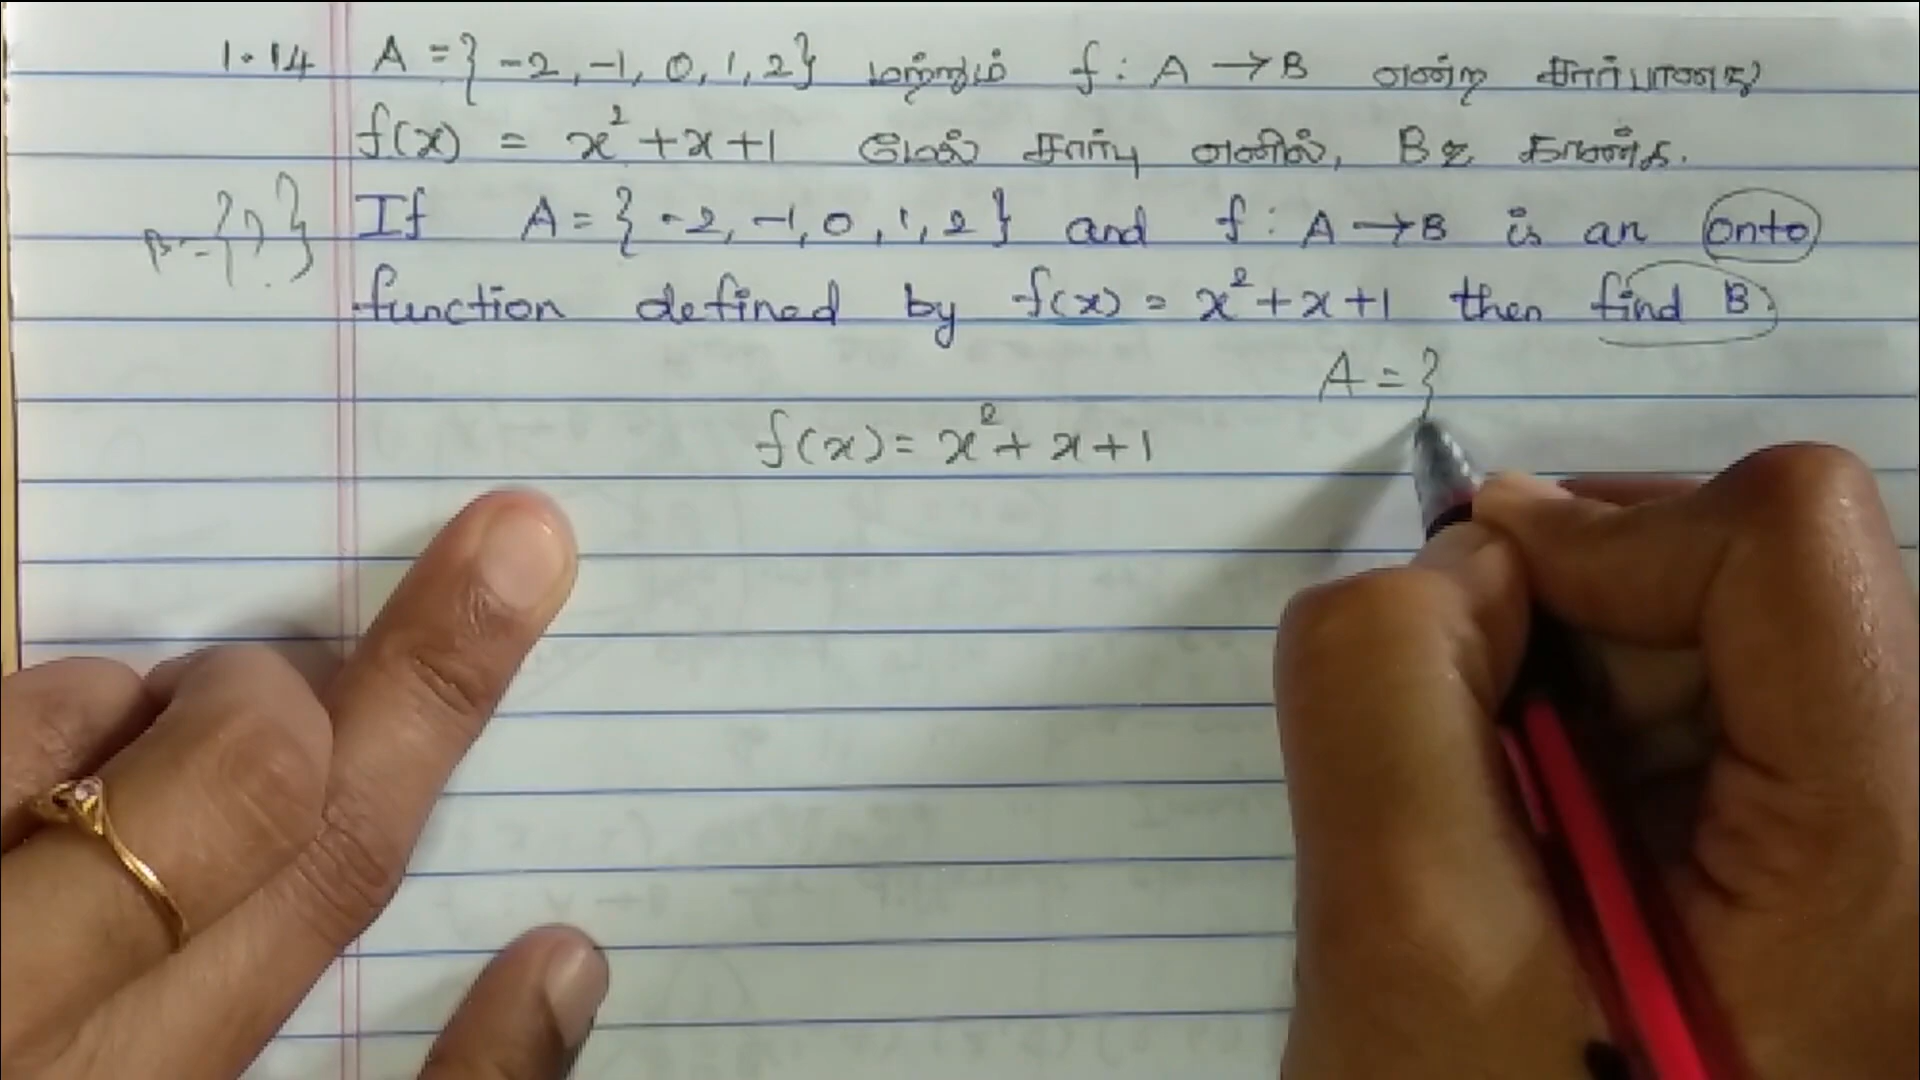 1.14 A = { -2, -1, 0, 1, 2} மற்றும் f : A → B என்ற சார்பானது
f(x) = x² + x + 1 மேல் சார்பு எனில், B ஐ காண்க.
If A = { -2, -1, 0, 1, 2 } and f : A → B is an onto
B = { ? }
function defined by f(x) = x² + x + 1 then find B
A = {
f(x) = x² + x + 1